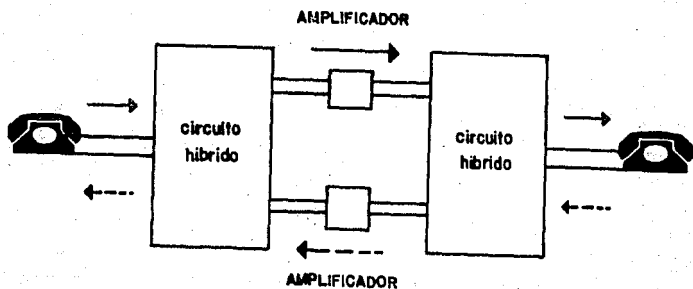 AMPLIFICADOR
circuito
hibrido
circuito
hibrido
AMPLIFICADOR